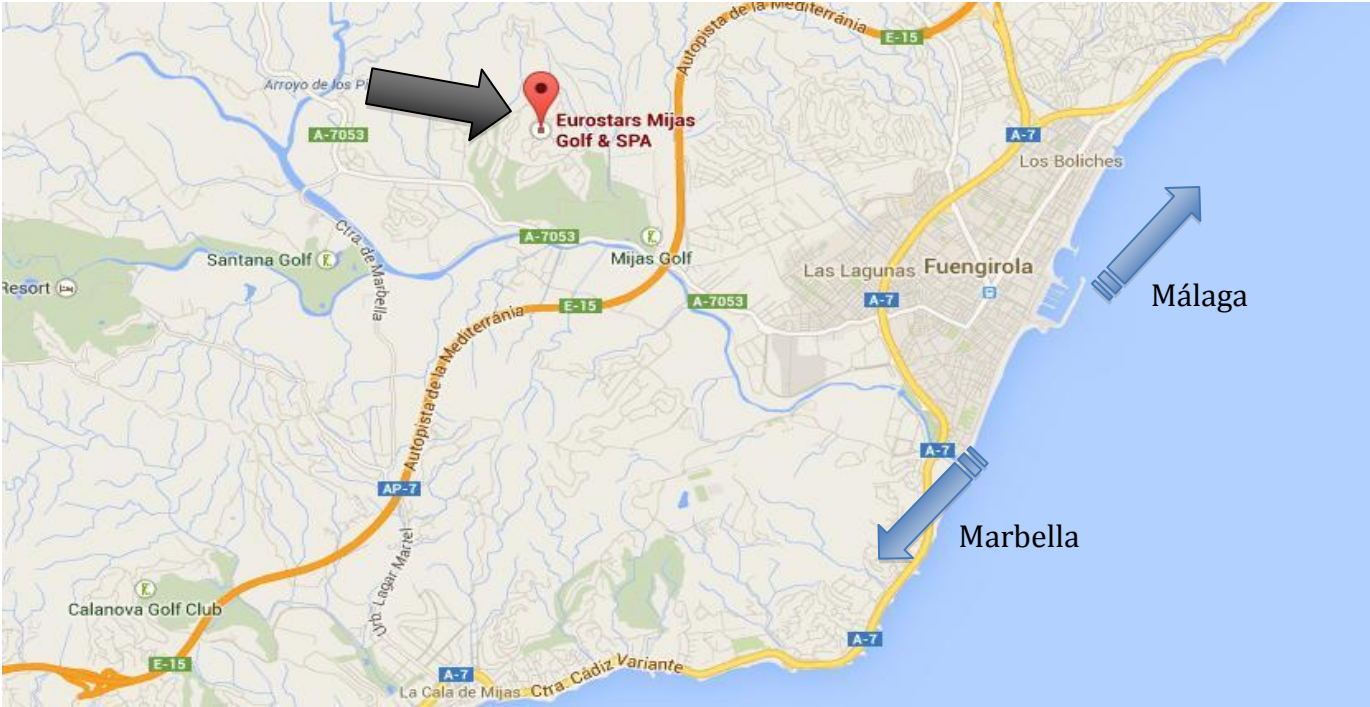 Autopista de la Mediterránia
E-15
Arroyo de los
A-7053
Eurostars Mijas
Golf & SPA
A-7
Los Boliches
Ctra. de Marbella
A-7053
Santana Golf
Mijas Golf
Las Lagunas
Fuengirola
Resort
Málaga
E-15
A-7053
A-7
Autopista de la Mediterránia
A-7
AP-7
Marbella
Urb. Lagar Martel
Calanova Golf Club
A-7
E-15
A-7
Ctra. Cádiz Variante
La Cala de Mijas